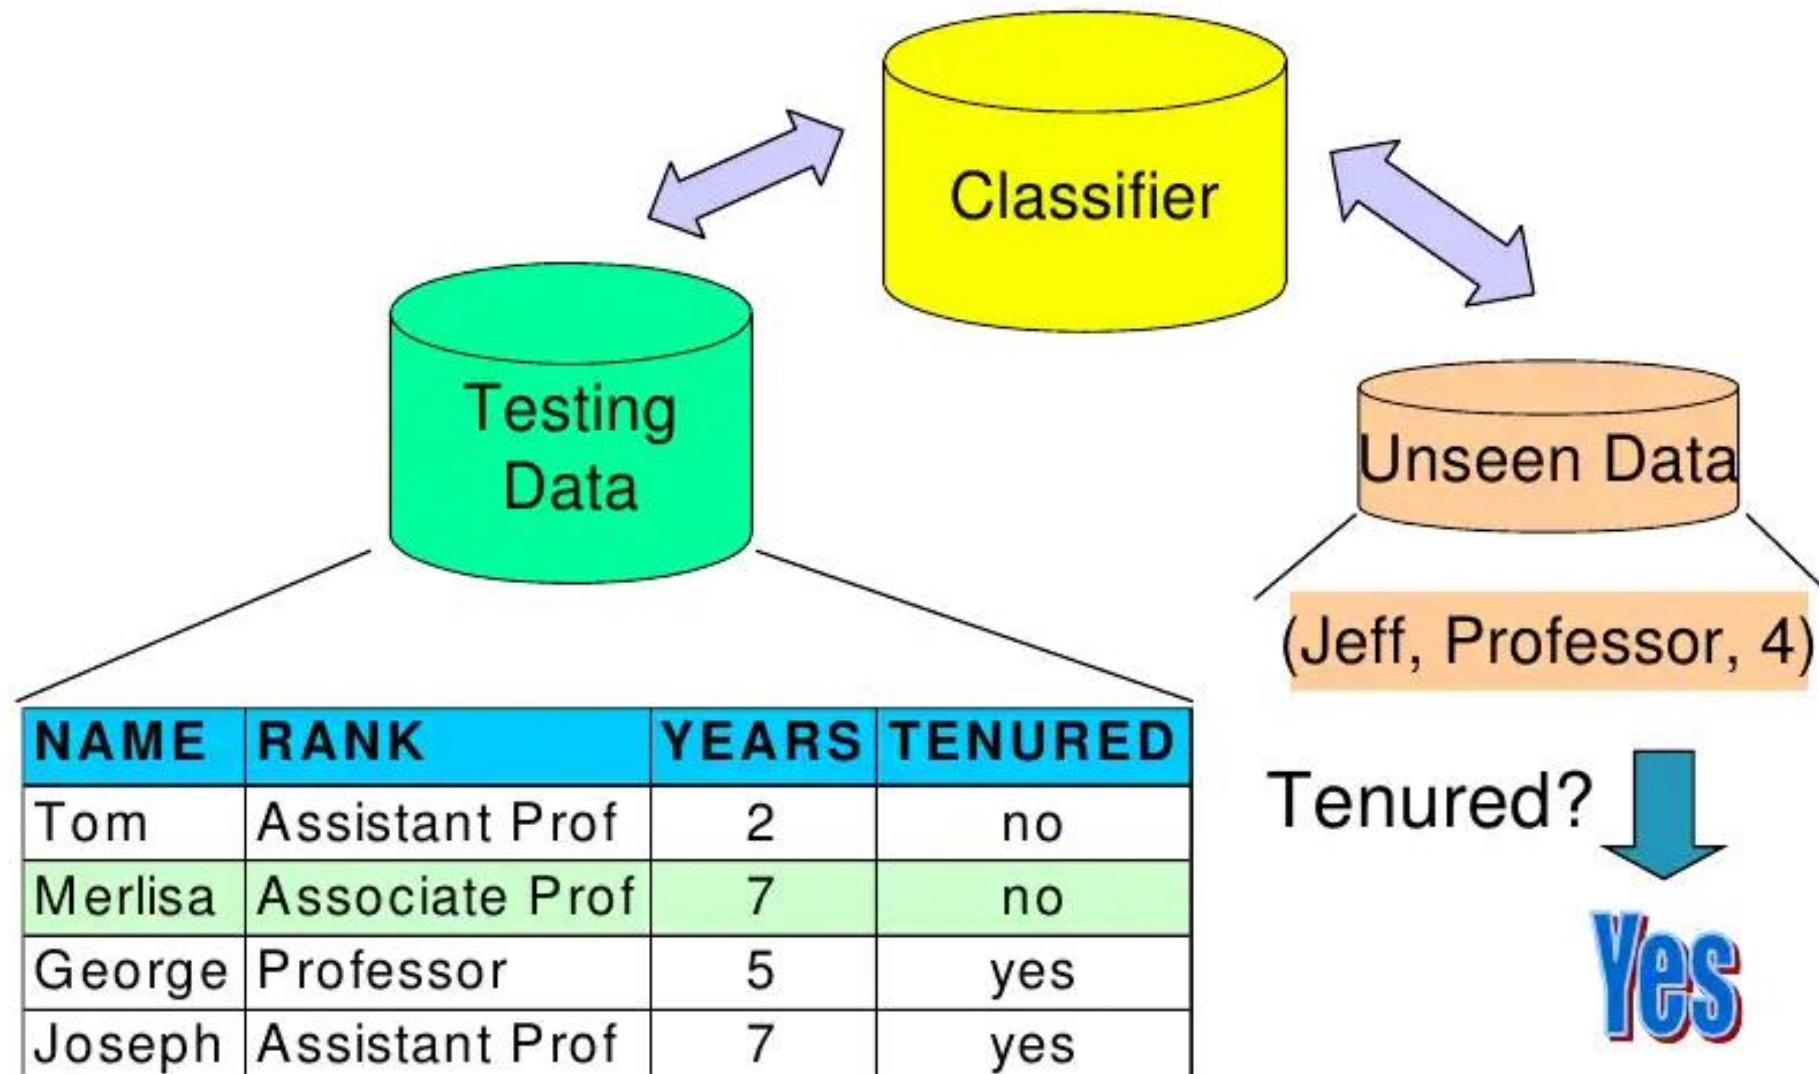 Classifier
Testing
Data
Unseen Data
(Jeff, Professor, 4)
NAME RANK YEARS TENURED
Tom Assistant Prof 2 no
Merlisa Associate Prof 7 no
George Professor 5 yes
Joseph Assistant Prof 7 yes
Tenured?
Yes